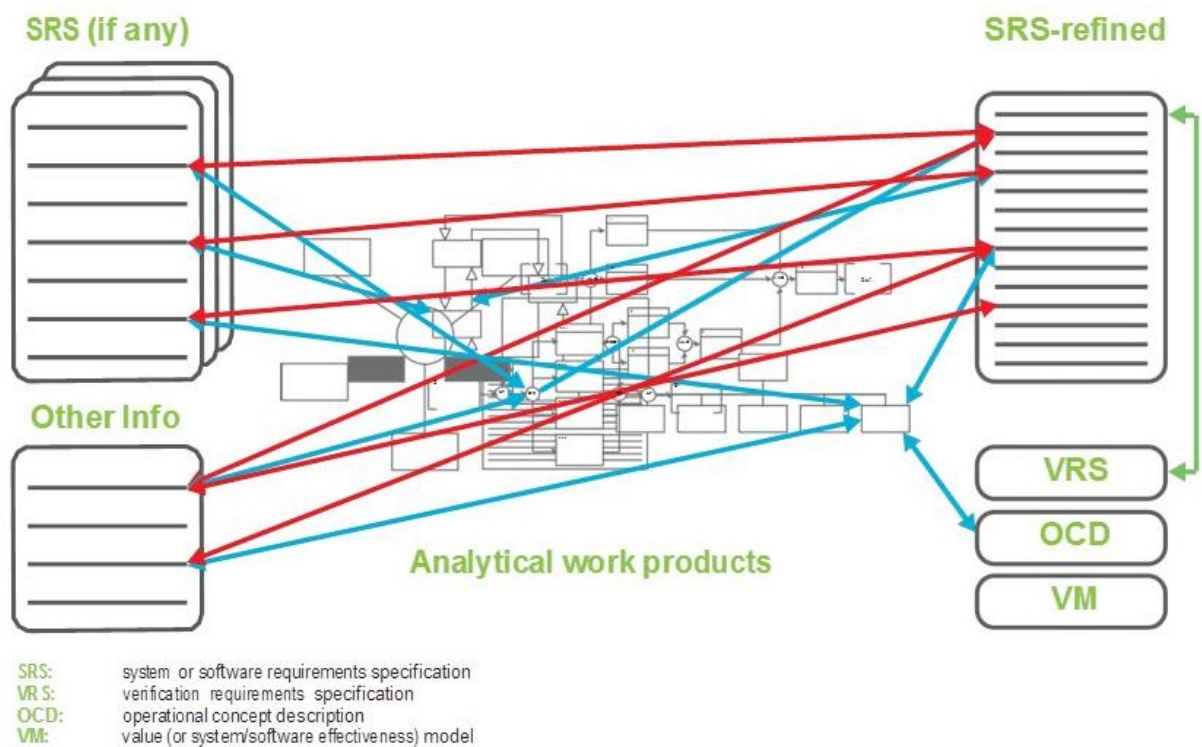 SRS (if any)
SRS-refined
Other Info
VRS
OCD
VM
Analytical work products
SRS: system or software requirements specification
VRS: verification requirements specification
OCD: operational concept description
VM: value (or system/software effectiveness) model